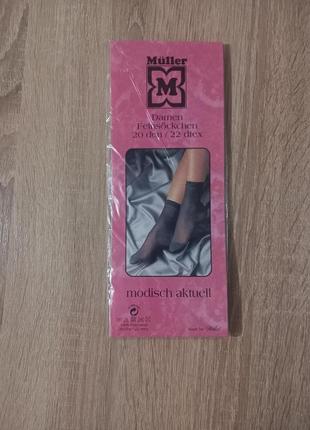 Müller
M
Damen
Feinsöckchen
20 den / 22 dtex
modisch aktuell